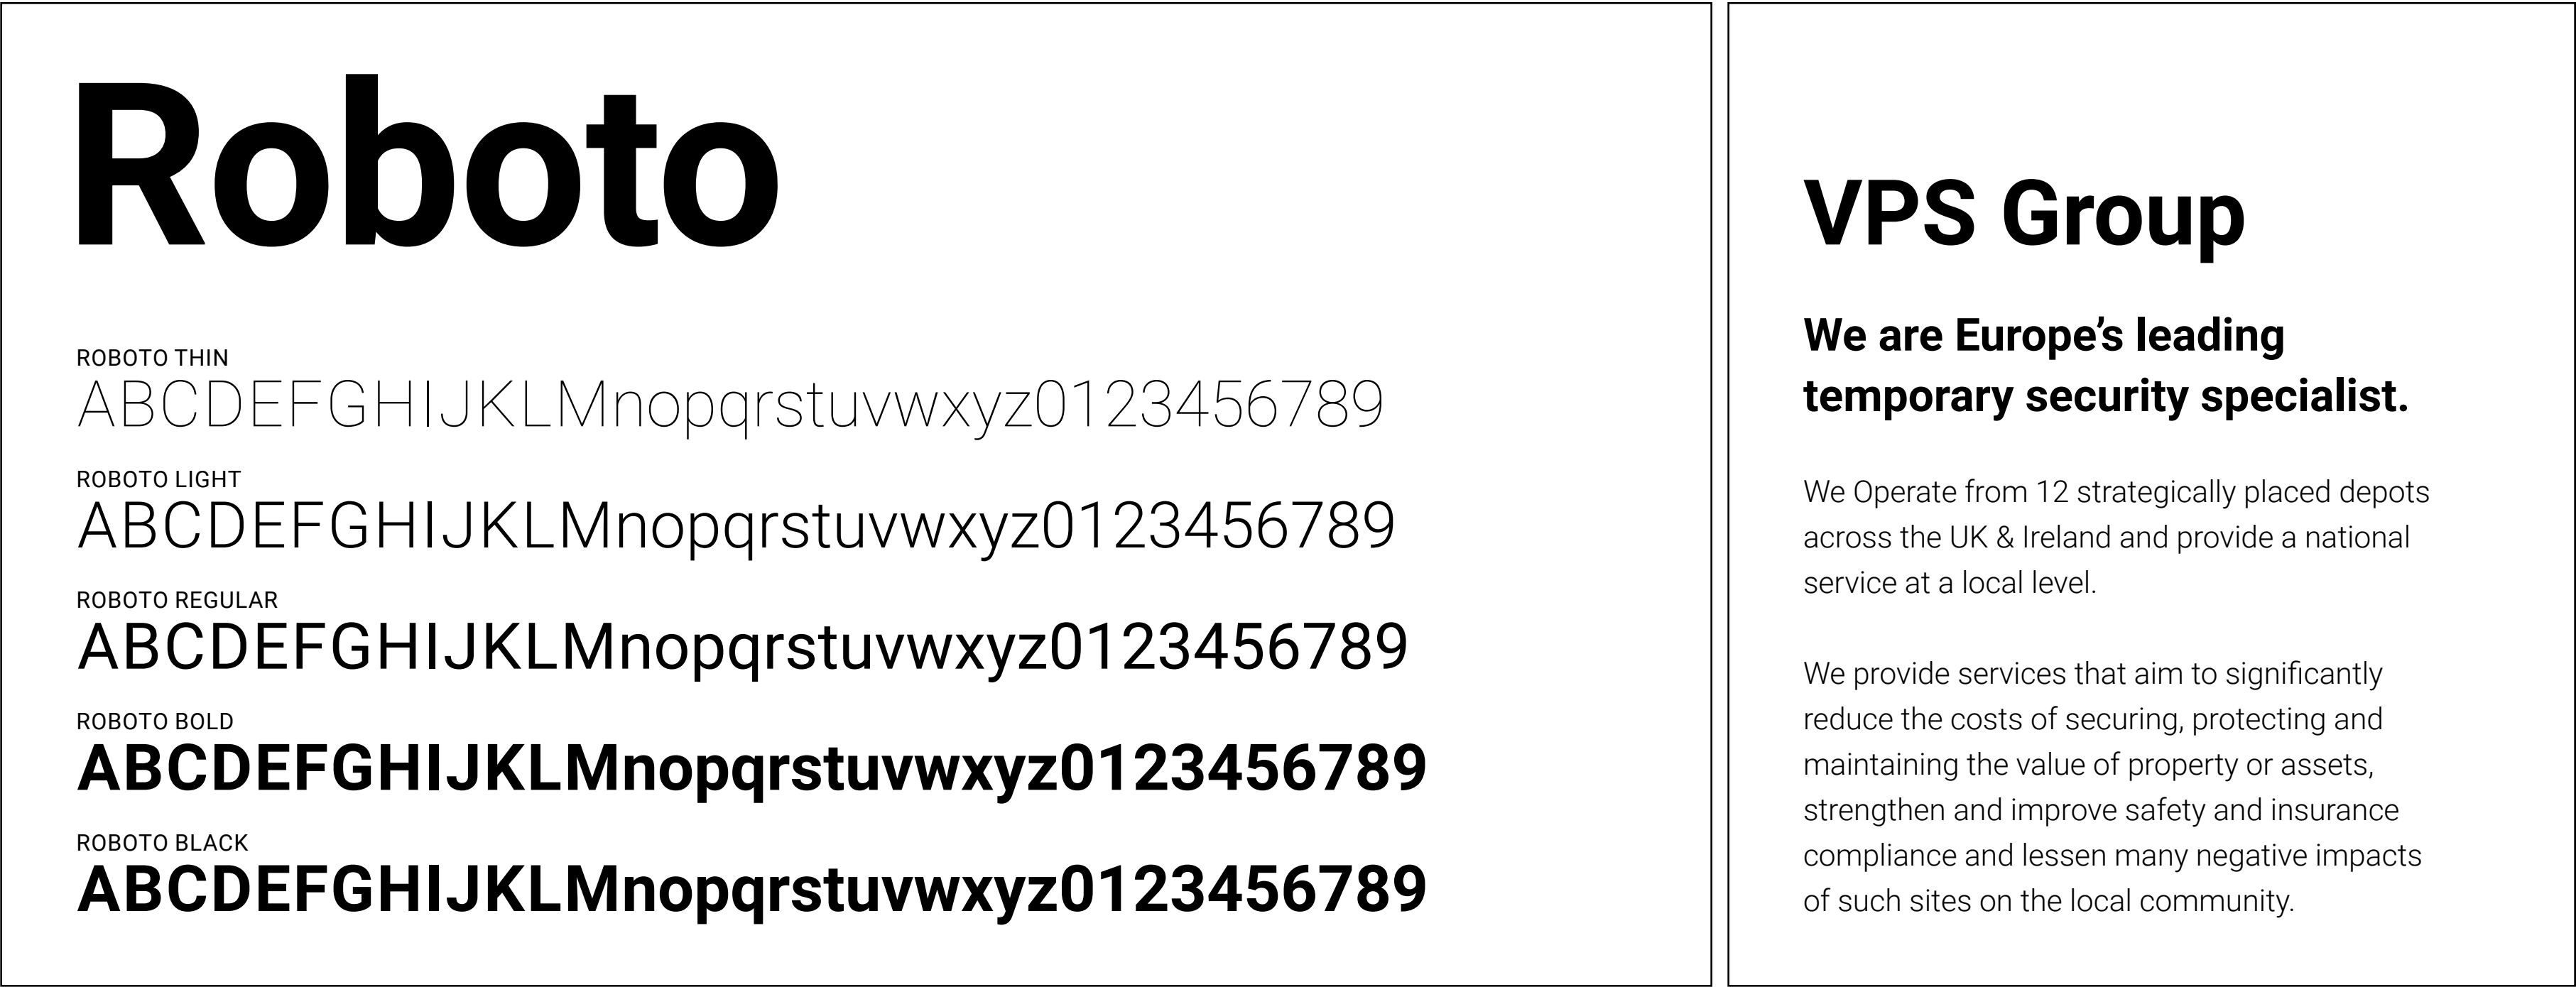 Roboto
ROBOTO THIN
ABCDEFGHIJKLMnopqrstuvwxyz0123456789
ROBOTO LIGHT
ABCDEFGHIJKLMnopqrstuvwxyz0123456789
ROBOTO REGULAR
ABCDEFGHIJKLMnopqrstuvwxyz0123456789
ROBOTO BOLD
ABCDEFGHIJKLMnopqrstuvwxyz0123456789
ROBOTO BLACK
ABCDEFGHIJKLMnopqrstuvwxyz0123456789
VPS Group
We are Europe’s leading
temporary security specialist.
We Operate from 12 strategically placed depots
across the UK & Ireland and provide a national
service at a local level.
We provide services that aim to significantly
reduce the costs of securing, protecting and
maintaining the value of property or assets,
strengthen and improve safety and insurance
compliance and lessen many negative impacts
of such sites on the local community.